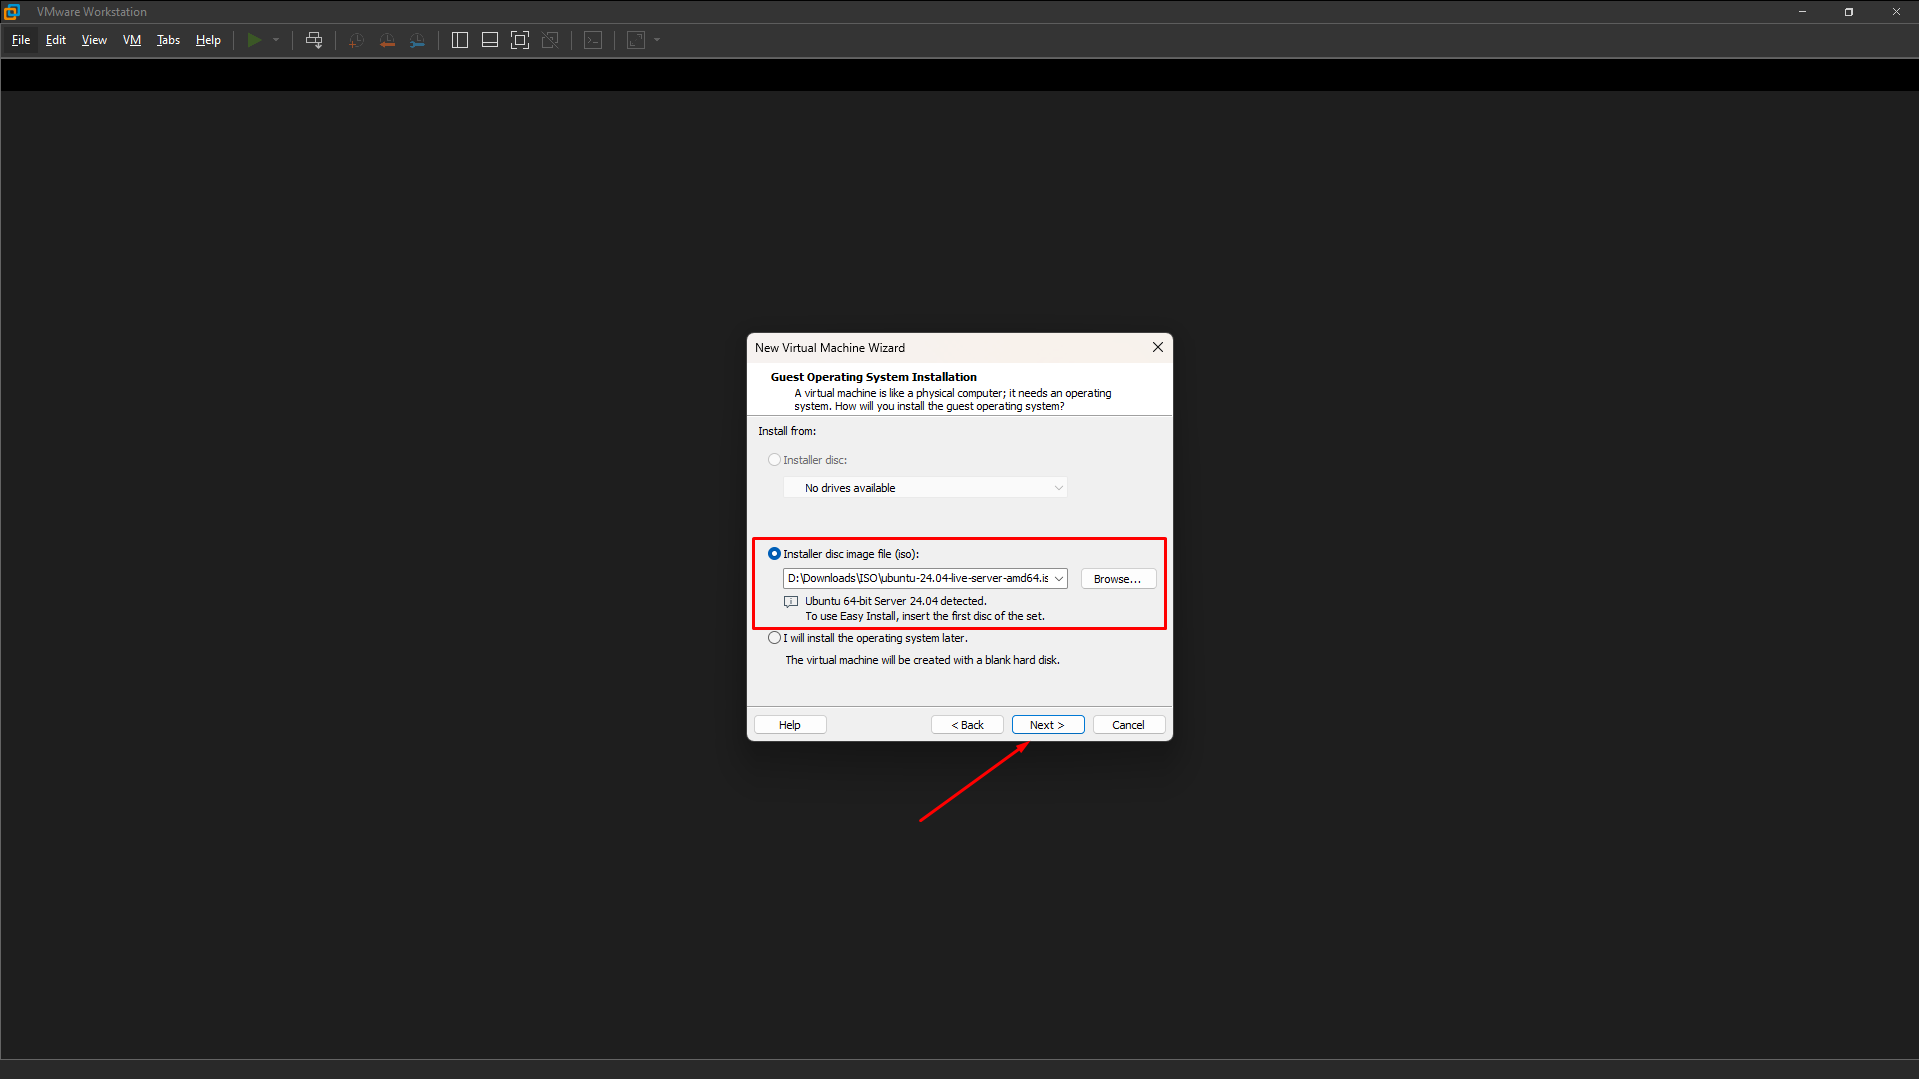 VMware Workstation
File Edit View VM Tabs Help
New Virtual Machine Wizard
Guest Operating System Installation
A virtual machine is like a physical computer; it needs an operating
system. How will you install the guest operating system?
Install from:
Installer disc:
No drives available
Installer disc image file (iso):
D:\Downloads\ISO\ubuntu-24.04-live-server-amd64.is
Browse...
Ubuntu 64-bit Server 24.04 detected.
To use Easy Install, insert the first disc of the set.
I will install the operating system later.
The virtual machine will be created with a blank hard disk.
Help < Back Next > Cancel